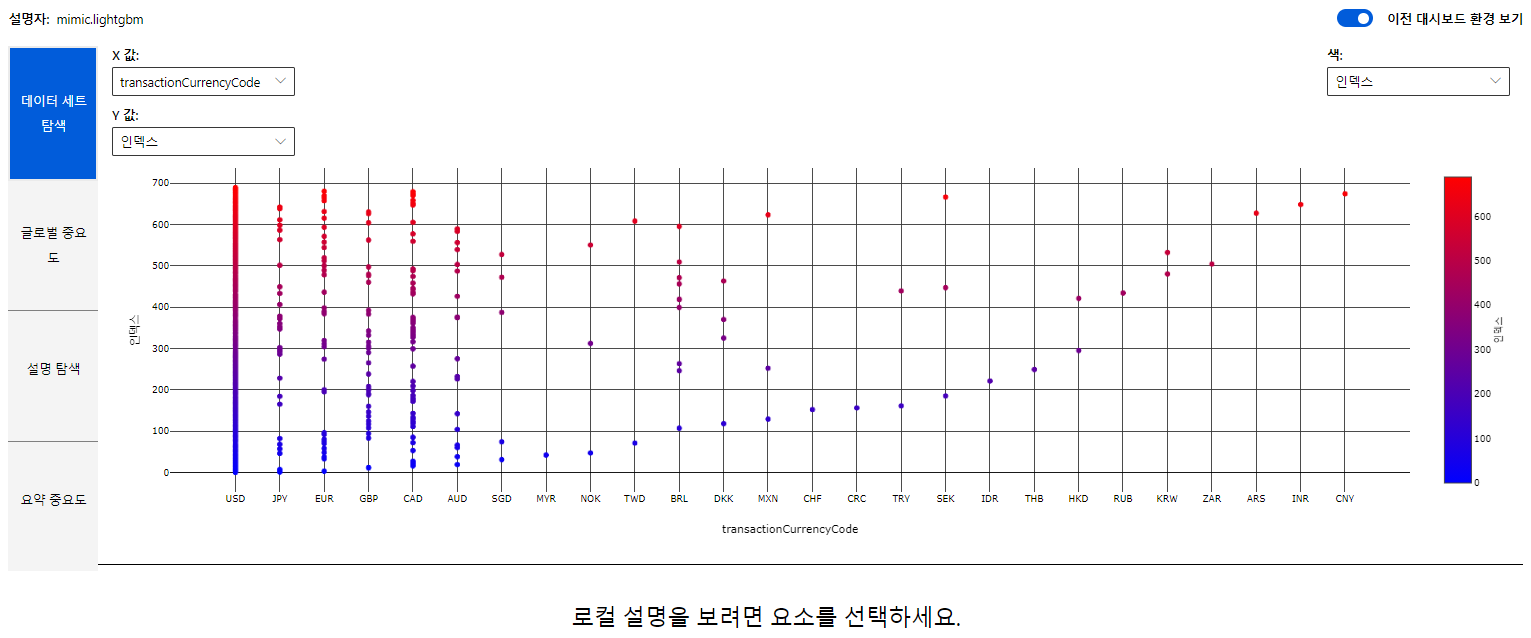 설명자: mimic.lightgbm
이전 대시보드 환경 보기
데이터 세트
탐색
글로벌 중요
도
설명 탐색
요약 중요도
X 값:
transactionCurrencyCode
Y 값:
인덱스
색:
인덱스
700
600
500
400
300
200
100
0
인덱스
USD JPY EUR GBP CAD AUD SGD MYR NOK TWD BRL DKK MXN CHF CRC TRY SEK IDR THB HKD RUB KRW ZAR ARS INR CNY
transactionCurrencyCode
600
500
400
300
200
100
0
인덱스
로컬 설명을 보려면 요소를 선택하세요.